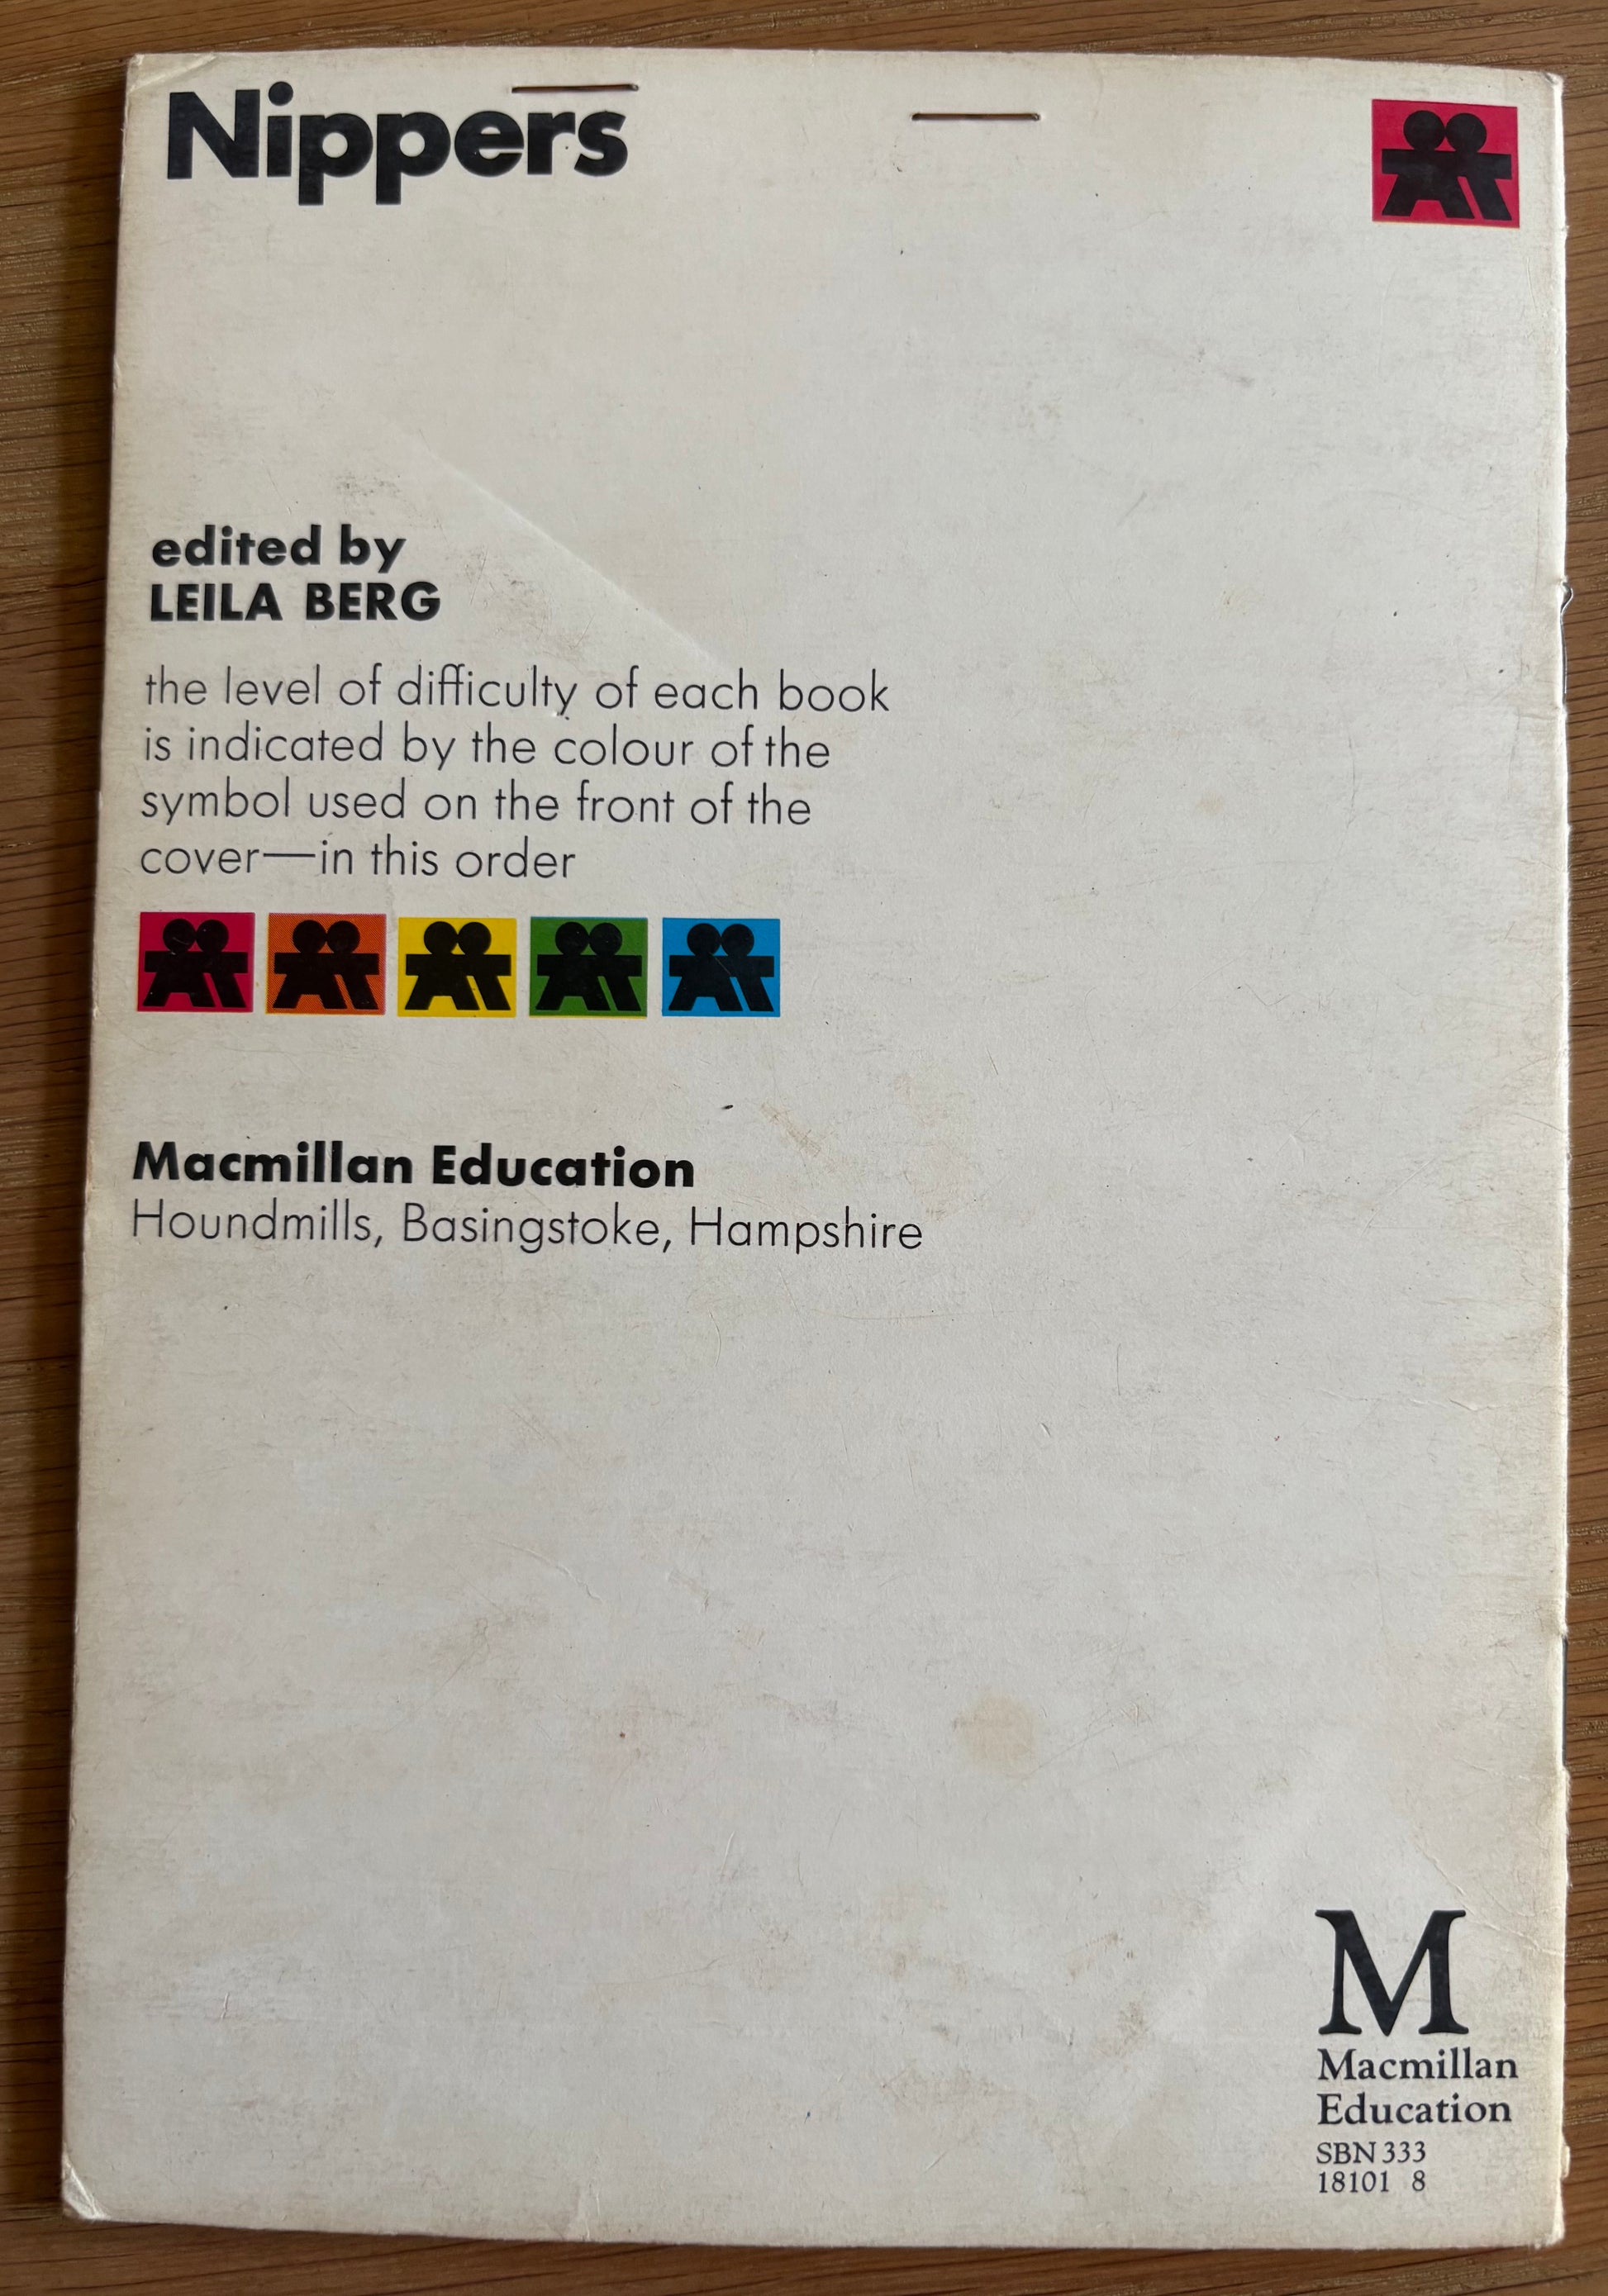 Nippers
edited by
LEILA BERG
the level of difficulty of each book
is indicated by the colour of the
symbol used on the front of the
cover—in this order
Macmillan Education
Houndmills, Basingstoke, Hampshire
M
Macmillan
Education
SBN 333
18101 8